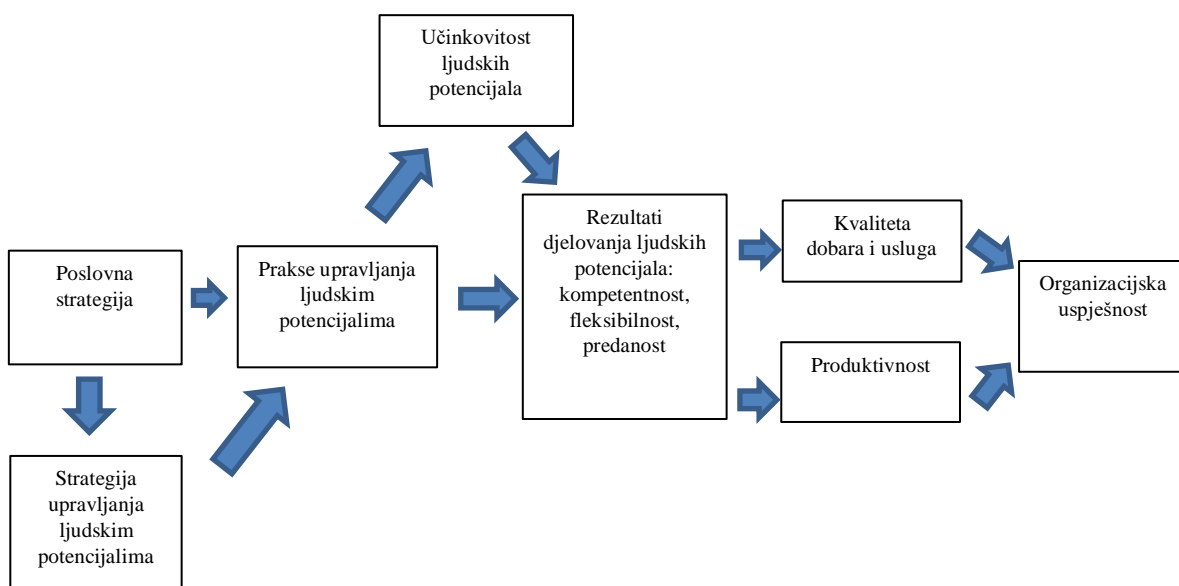 Učinkovitost
ljudskih
potencijala
Poslovna
strategija
Prakse upravljanja
ljudskim
potencijalima
Rezultati
djelovanja ljudskih
potencijala:
kompetentnost,
fleksibilnost,
predanost
Kvaliteta
dobara i usluga
Organizacijska
uspješnost
Produktivnost
Strategija
upravljanja
ljudskim
potencijalima